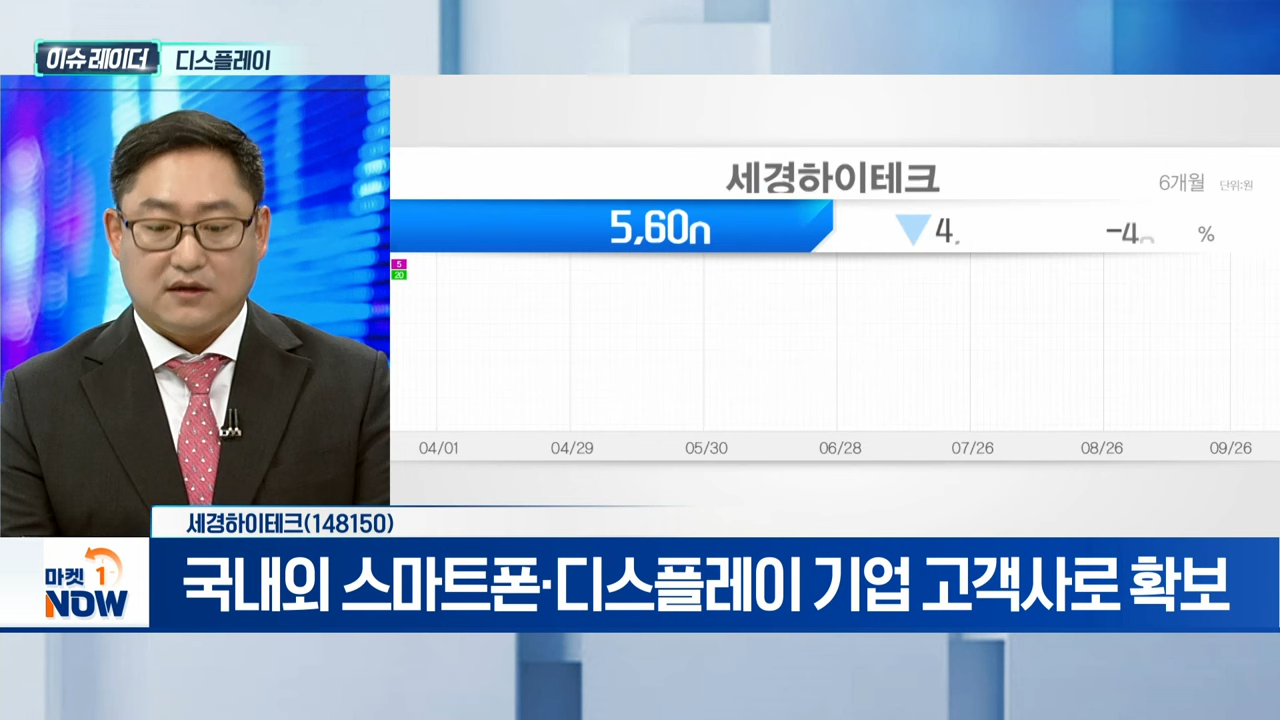 이슈 레이더 디스플레이
세경하이테크
6개월 단위:원
%
5
20
04/01 04/29 05/30 06/28 07/26 08/26 09/26
세경하이테크(148150)
마켓 1
NOW
국내외 스마트폰·디스플레이 기업 고객사로 확보